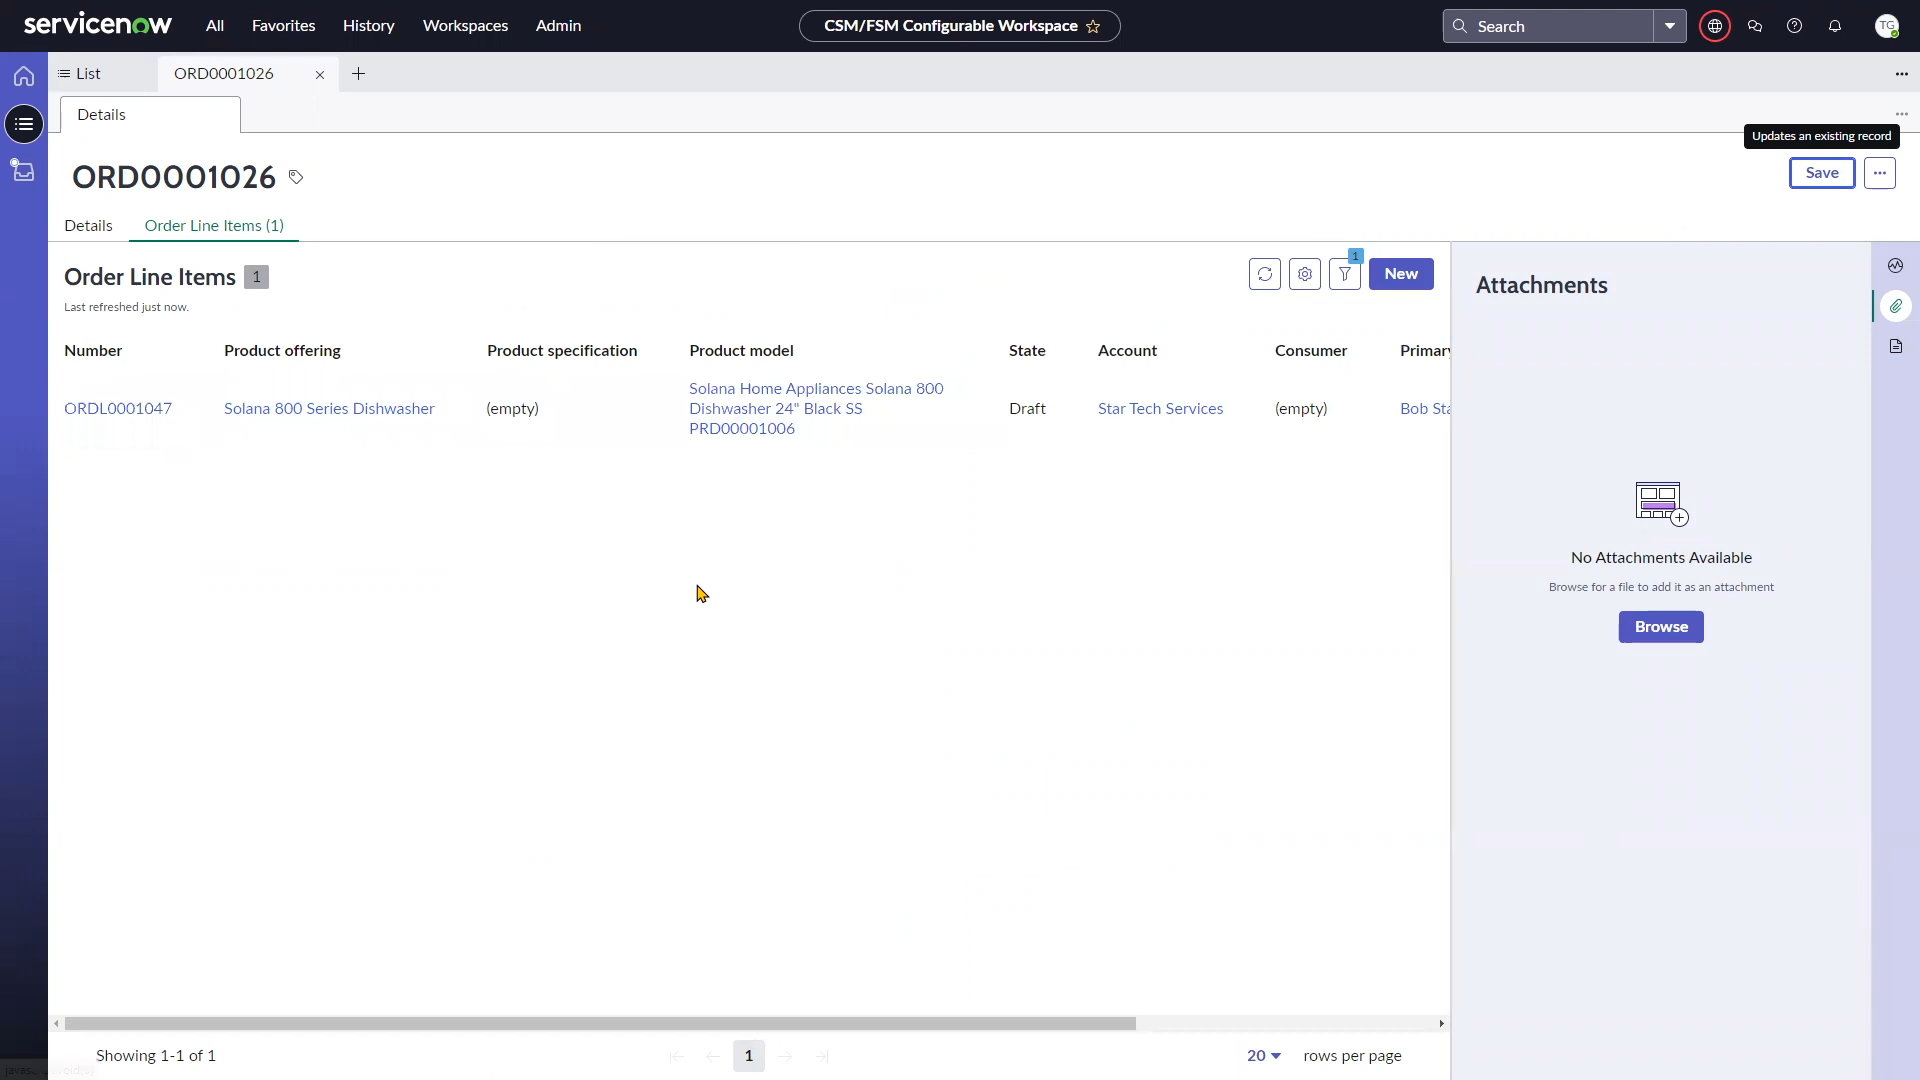 servicenow
All
Favorites
History
Workspaces
Admin
CSM/FSM Configurable Workspace
Search
TG
List
ORD0001026
Details
Updates an existing record
ORD0001026
Save
Details
Order Line Items (1)
Order Line Items 1
1
New
Last refreshed just now.
Attachments
Number
Product offering
Product specification
Product model
State
Account
Consumer
Primary
ORDL0001047
Solana 800 Series Dishwasher
(empty)
Solana Home Appliances Solana 800
Dishwasher 24" Black SS
PRD00001006
Draft
Star Tech Services
(empty)
Bob Sta
No Attachments Available
Browse for a file to add it as an attachment
Browse
Showing 1-1 of 1
1
20
rows per page